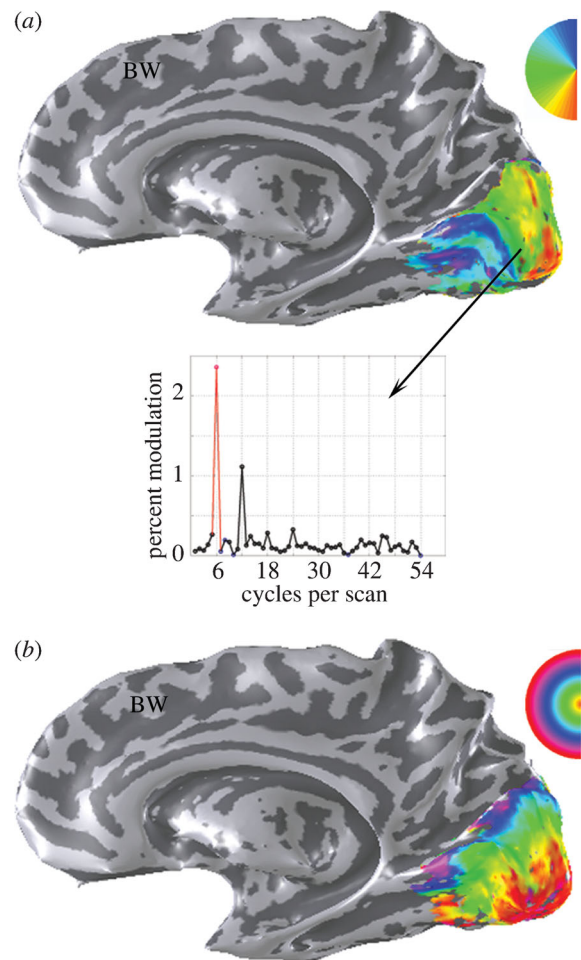 (a)
BW
percent modulation
2
1
0
6 18 30 42 54
cycles per scan
(b)
BW